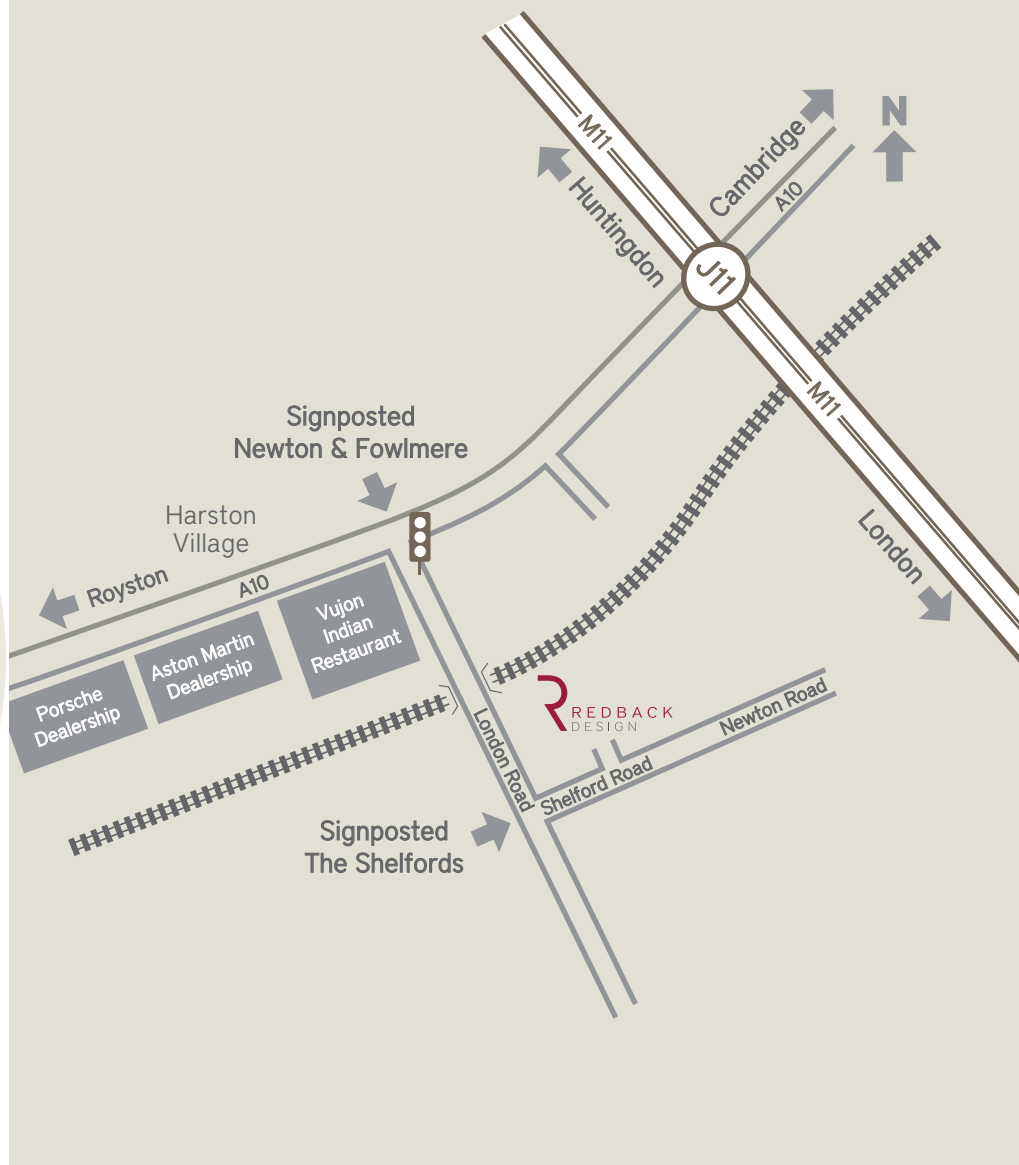 M11
Cambridge
N
A10
Huntingdon
J11
M11
Signposted
Newton & Fowlmere
Harston
Village
London
Royston
A10
Vujon
Indian
Restaurant
Aston Martin
Dealership
Porsche
Dealership
REDBACK
DESIGN
London Road
Newton Road
Shelford Road
Signposted
The Shelfords